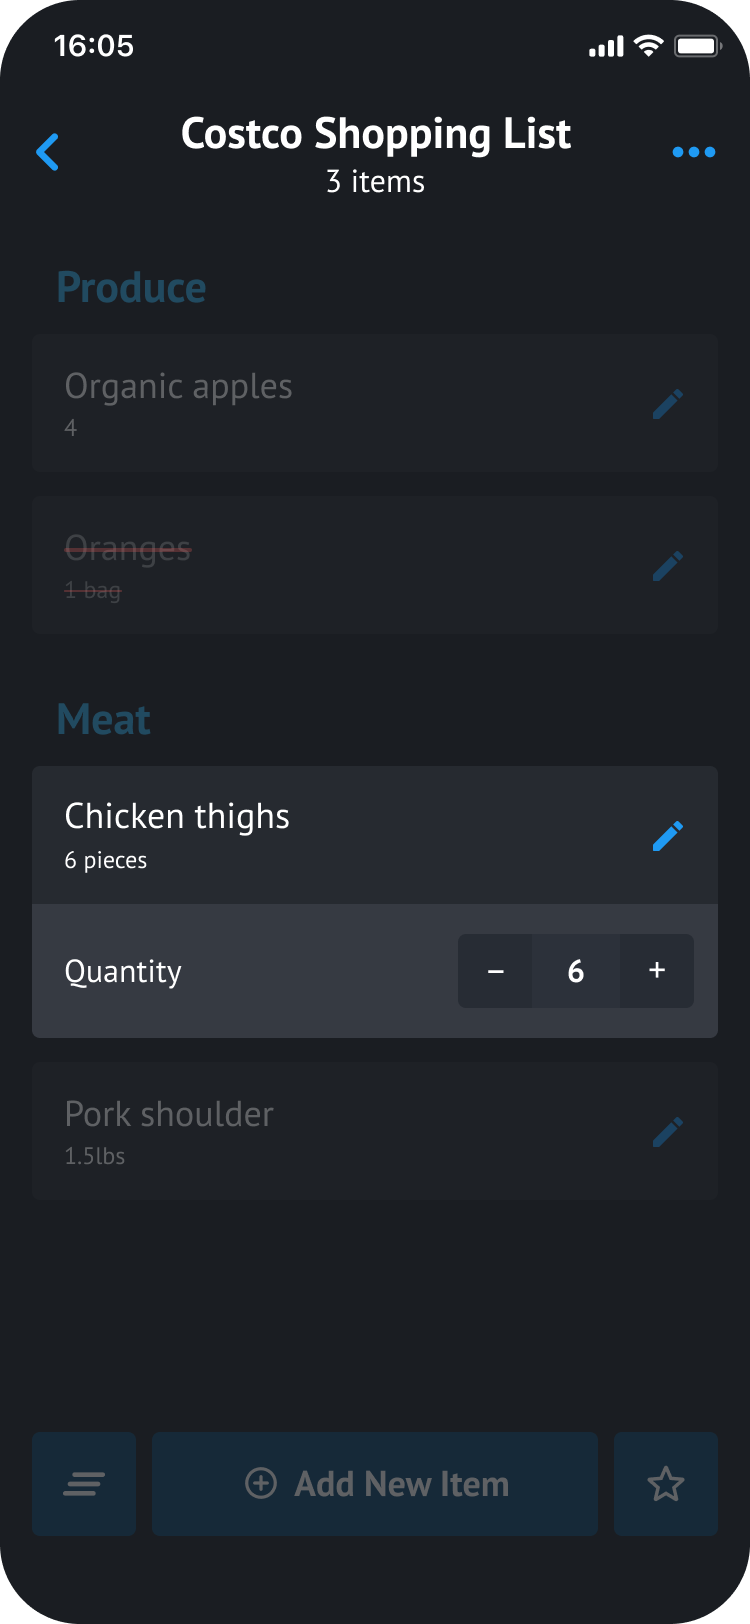 16:05
Costco Shopping List
3 items
Produce
Organic apples
4
Oranges
1 bag
Meat
Chicken thighs
6 pieces
Quantity
– 6 +
Pork shoulder
1.5lbs
Add New Item